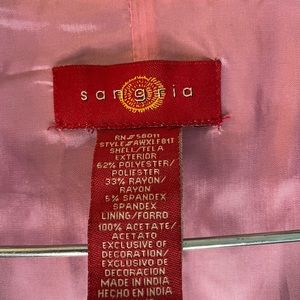 sangria
RN#58011
STYLE#AWXLF81T
SHELL/TELA
EXTERIOR
62% POLYESTER/
POLIESTER
33% RAYON/
RAYON
5% SPANDEX
SPANDEX
LINING/FORRO
100% ACETATE/
ACETATO
EXCLUSIVE OF
DECORATION/
EXCLUSIVO DE
DECORACION
MADE IN INDIA
HECHO EN INDIA